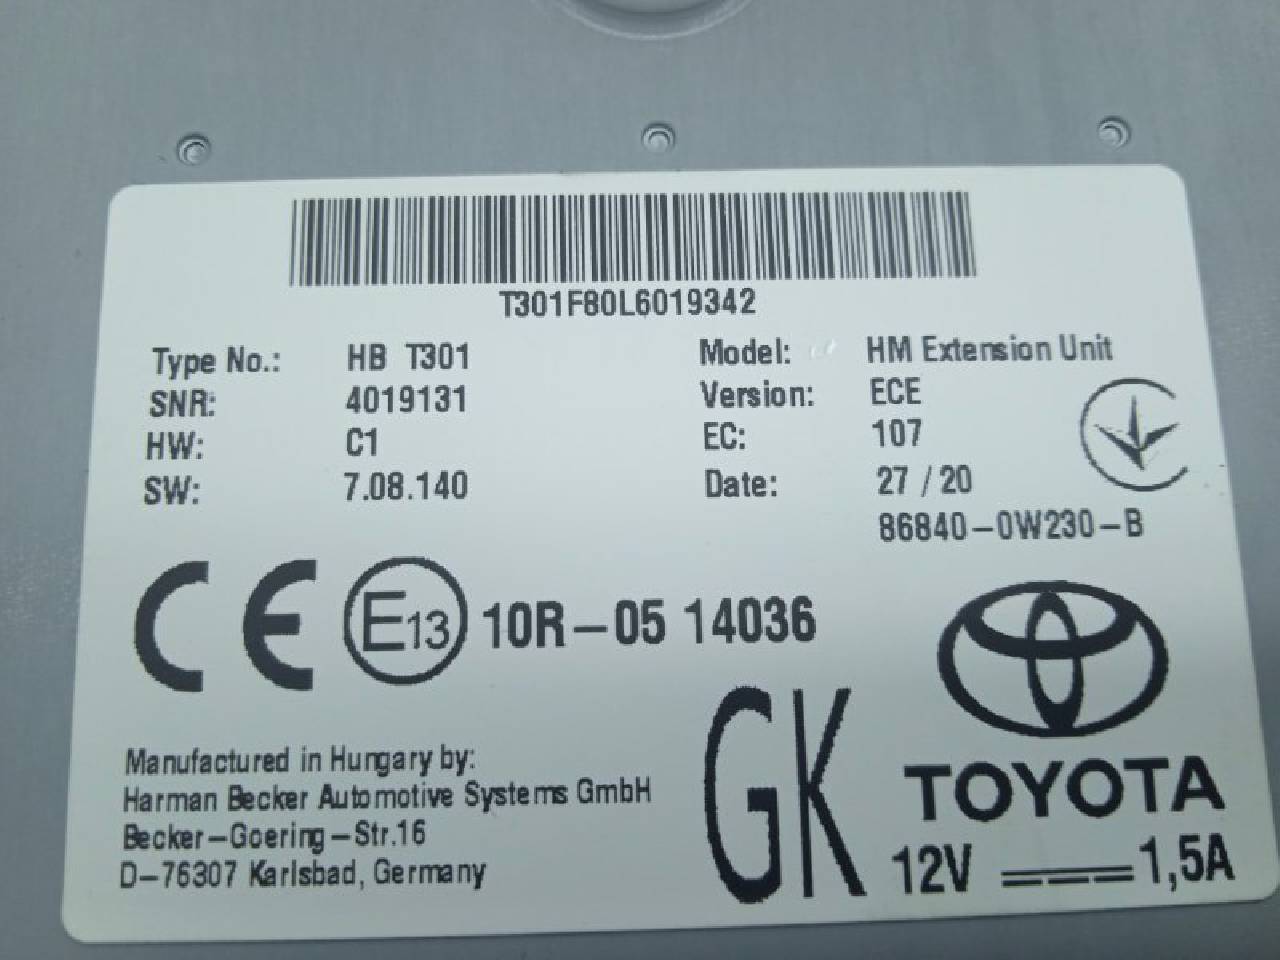 T301F80L6019342
Type No.: HB T301 Model: HM Extension Unit
SNR: 4019131 Version: ECE
HW: C1 EC: 107
SW: 7.08.140 Date: 27 / 20
86840-0W230-B
CE E13 10R-05 14036
GK
TOYOTA
Manufactured in Hungary by:
Harman Becker Automotive Systems GmbH
Becker-Goering-Str.16
D-76307 Karlsbad, Germany
12V 1,5A